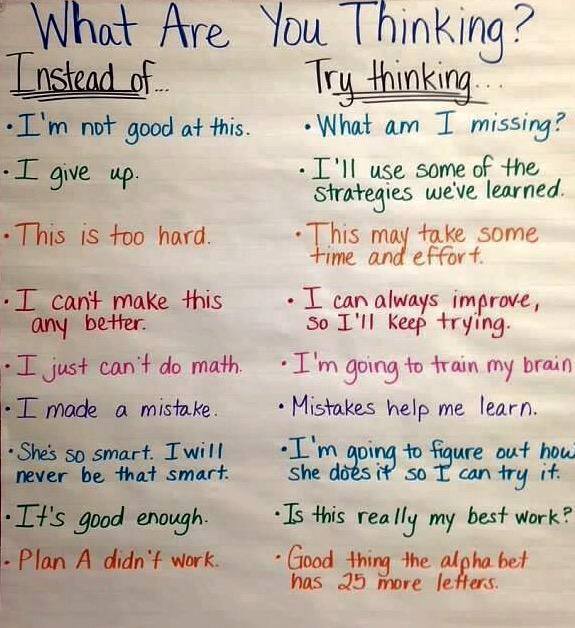 What Are You Thinking?
Instead of...
Try thinking...
• I'm not good at this.
• What am I missing?
• I give up.
• I'll use some of the
strategies we've learned.
• This is too hard.
• This may take some
time and effort.
• I can't make this
any better.
• I can always improve,
so I'll keep trying.
• I just can't do math.
• I'm going to train my brain
• I made a mistake.
• Mistakes help me learn.
• She's so smart. I will
never be that smart.
• I'm going to figure out how
she does it so I can try it.
• It's good enough.
• Is this really my best work?
• Plan A didn't work.
• Good thing the alphabet
has 25 more letters.